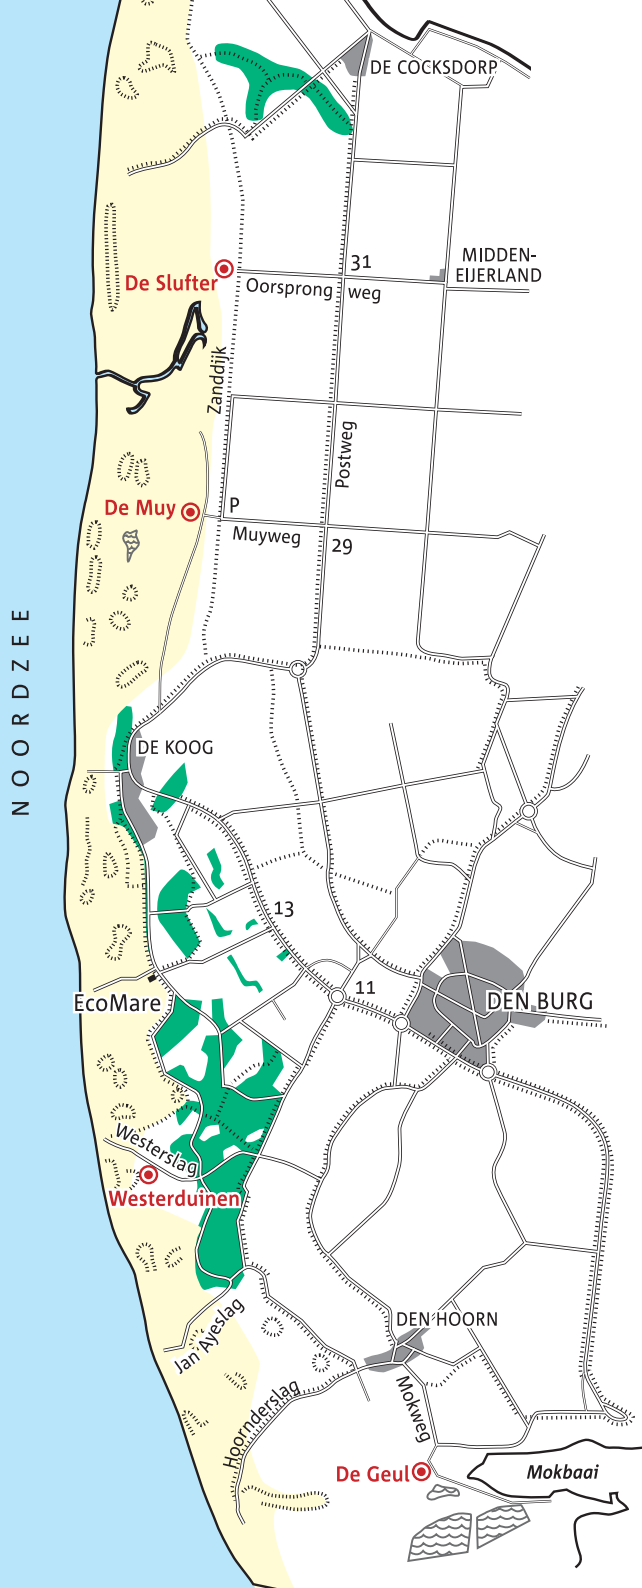 DE COCKSDORP
31
MIDDEN-
EIJERLAND
De Slufter
Oorsprong weg
Zanddijk
Postweg
De Muy
P
Muyweg
29
NOORDZEE
DE KOOG
13
11
EcoMare
DEN BURG
Westerslag
Westerduinen
Jan Ayeslag
DEN HOORN
Hoornderslag
Mokweg
De Geul
Mokbaai